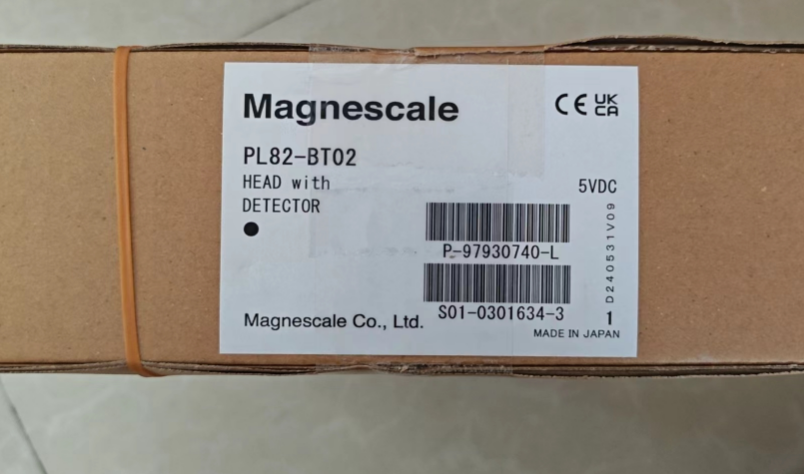 Magnescale
CE UK CA
PL82-BT02
HEAD with
5VDC
DETECTOR
P-97930740-L
S01-0301634-3
D240531V09
1
Magnescale Co., Ltd.
MADE IN JAPAN